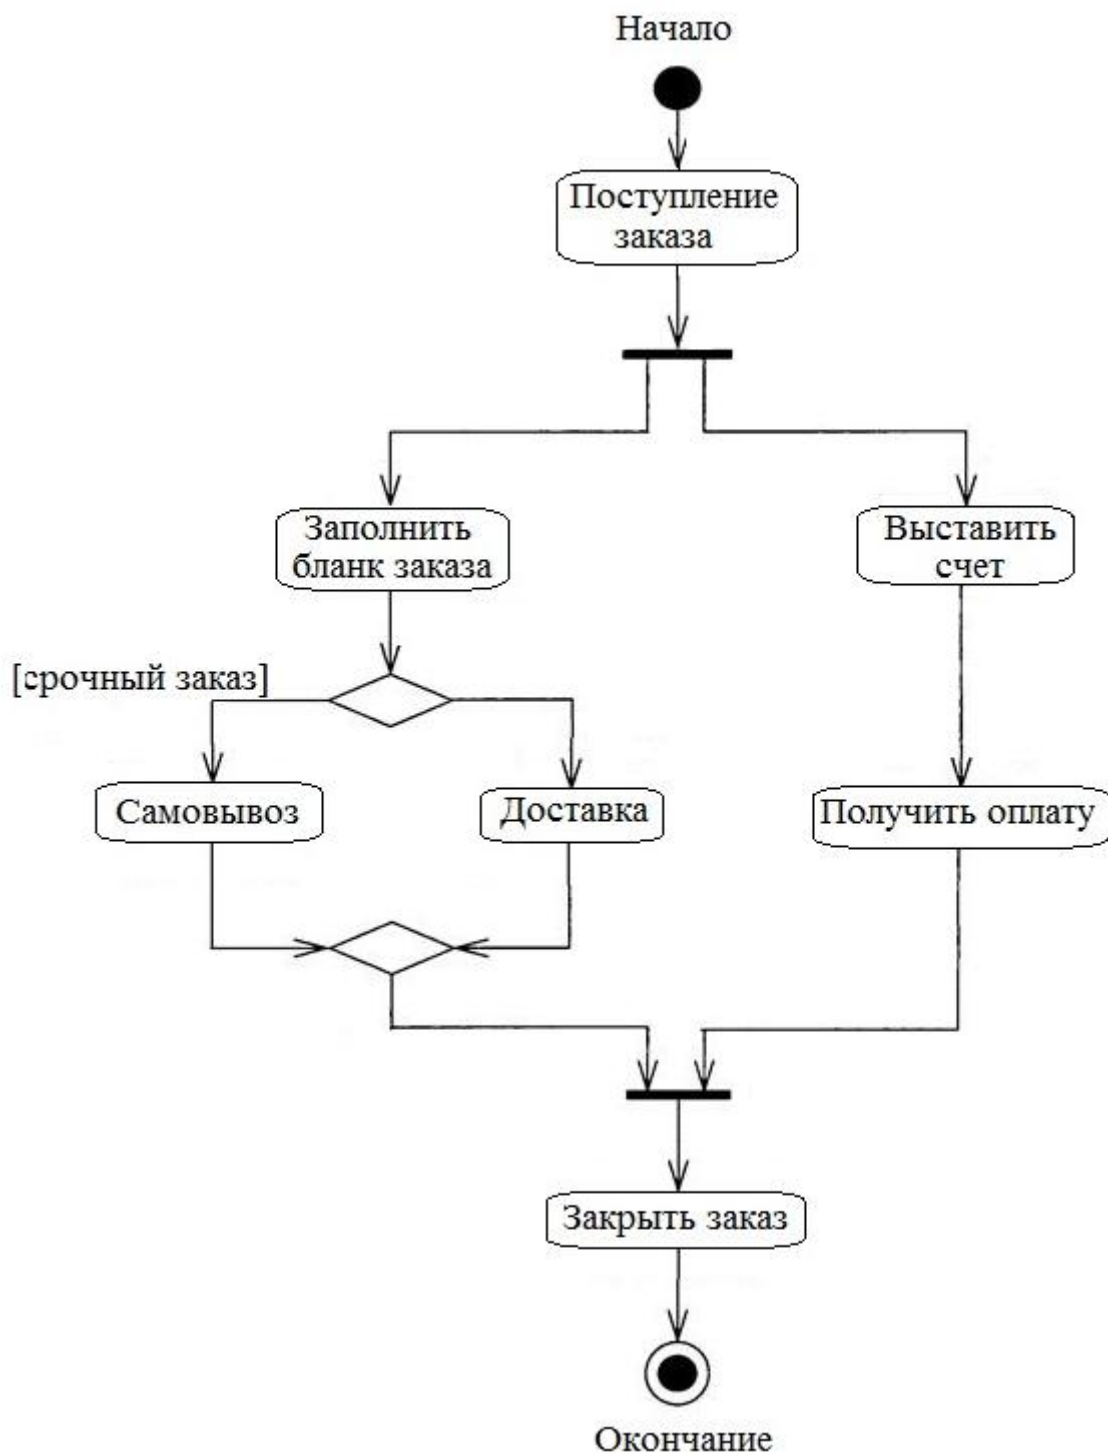 Начало
Поступление
заказа
Заполнить
бланк заказа
Выставить
счет
[срочный заказ]
Самовывоз
Доставка
Получить оплату
Закрыть заказ
Окончание